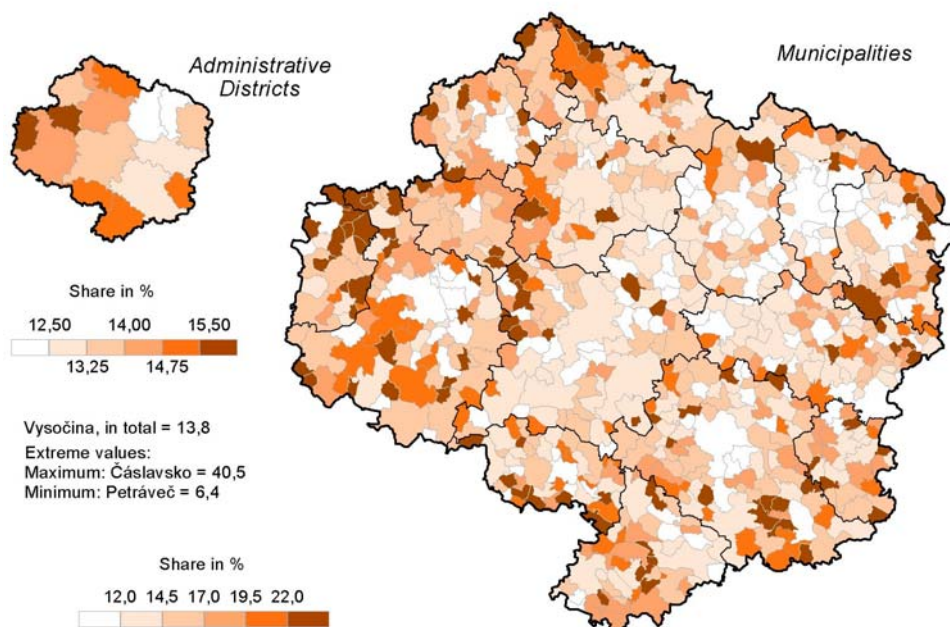 Administrative
Districts
Municipalities
Share in %
12,50 14,00 15,50
13,25 14,75
Vysočina, in total = 13,8
Extreme values:
Maximum: Čáslavsko = 40,5
Minimum: Petráveč = 6,4
Share in %
12,0 14,5 17,0 19,5 22,0